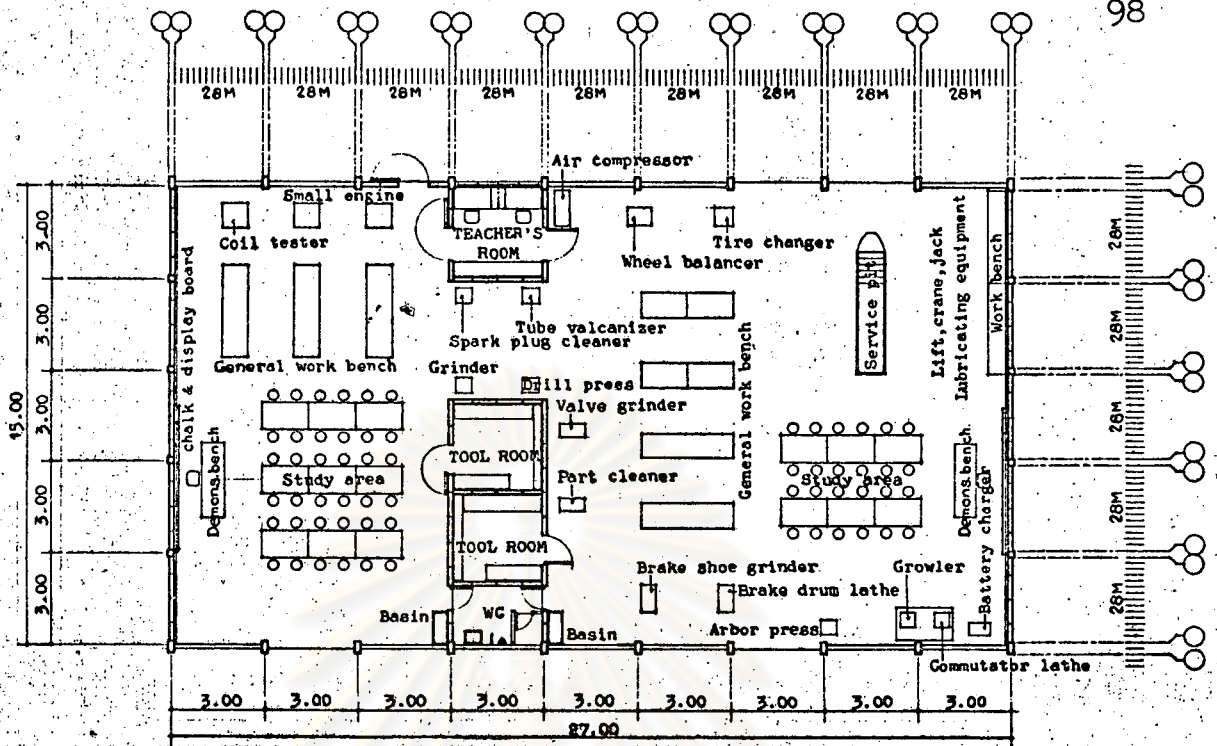 98
28M 28M 28M 28M 28M 28M 28M 28M 28M
Air compressor
Small engine
Coil tester
TEACHER'S
ROOM
Tire changer
Wheel balancer
Service pit
Lift,crane,jack
Lubricating equipment
Work bench
chalk & display board
Tube valcanizer
Spark plug cleaner
General work bench
Grinder
Drill press
Valve grinder
General work bench
TOOL ROOM
Part cleaner
Study area
Study area
Demons.bench
Demons.bench
Battery charger
TOOL ROOM
Brake shoe grinder
Brake drum lathe
Growler
Basin
WC
Basin
Arbor press
Commutator lathe
3.00
3.00
3.00
3.00
3.00
15.00
28M
28M
28M
28M
28M
3.00 3.00 3.00 3.00 3.00 3.00 3.00 3.00 3.00
27.00